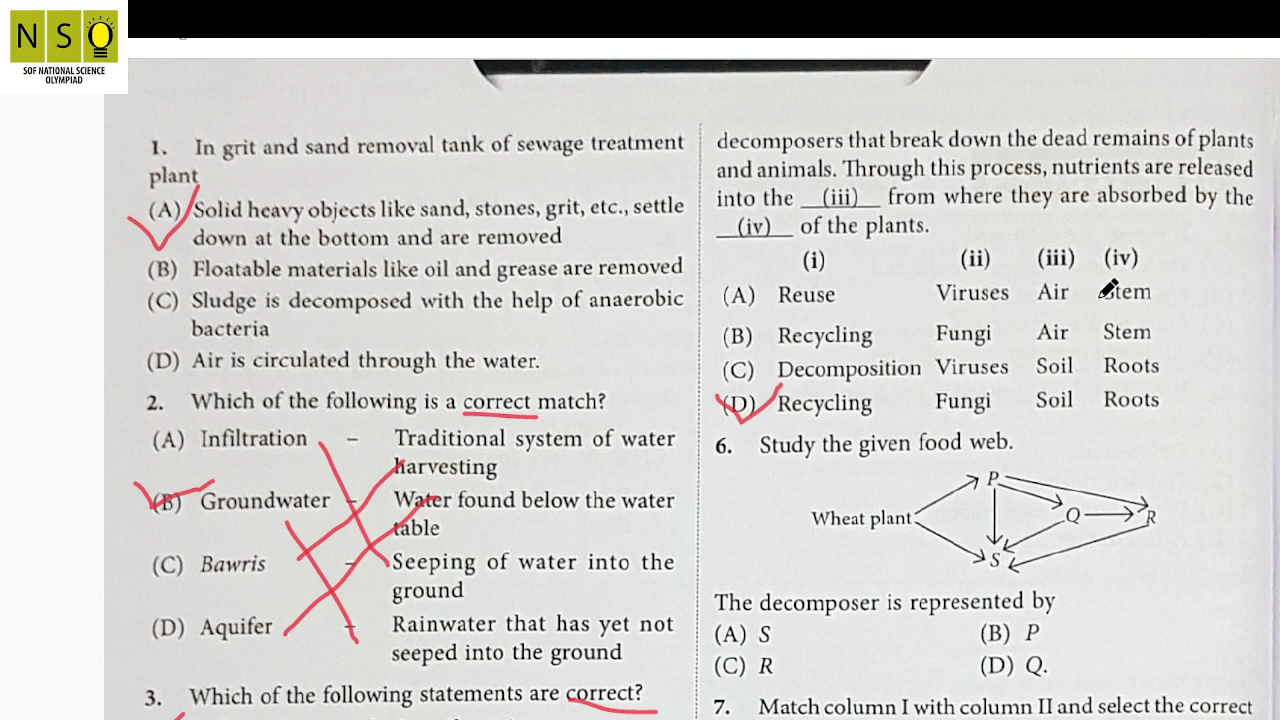 NSO
SOF NATIONAL SCIENCE
OLYMPIAD
1. In grit and sand removal tank of sewage treatment
plant
(A) Solid heavy objects like sand, stones, grit, etc., settle
down at the bottom and are removed
(B) Floatable materials like oil and grease are removed
(C) Sludge is decomposed with the help of anaerobic
bacteria
(D) Air is circulated through the water.
2. Which of the following is a correct match?
(A) Infiltration – Traditional system of water
harvesting
(B) Groundwater – Water found below the water
table
(C) Bawris – Seeping of water into the
ground
(D) Aquifer – Rainwater that has yet not
seeped into the ground
3. Which of the following statements are correct?
decomposers that break down the dead remains of plants
and animals. Through this process, nutrients are released
into the (iii) from where they are absorbed by the
(iv) of the plants.
(i) (ii) (iii) (iv)
(A) Reuse Viruses Air Stem
(B) Recycling Fungi Air Stem
(C) Decomposition Viruses Soil Roots
(D) Recycling Fungi Soil Roots
6. Study the given food web.
P
Wheat plant Q R
S
The decomposer is represented by
(A) S (B) P
(C) R (D) Q.
7. Match column I with column II and select the correct